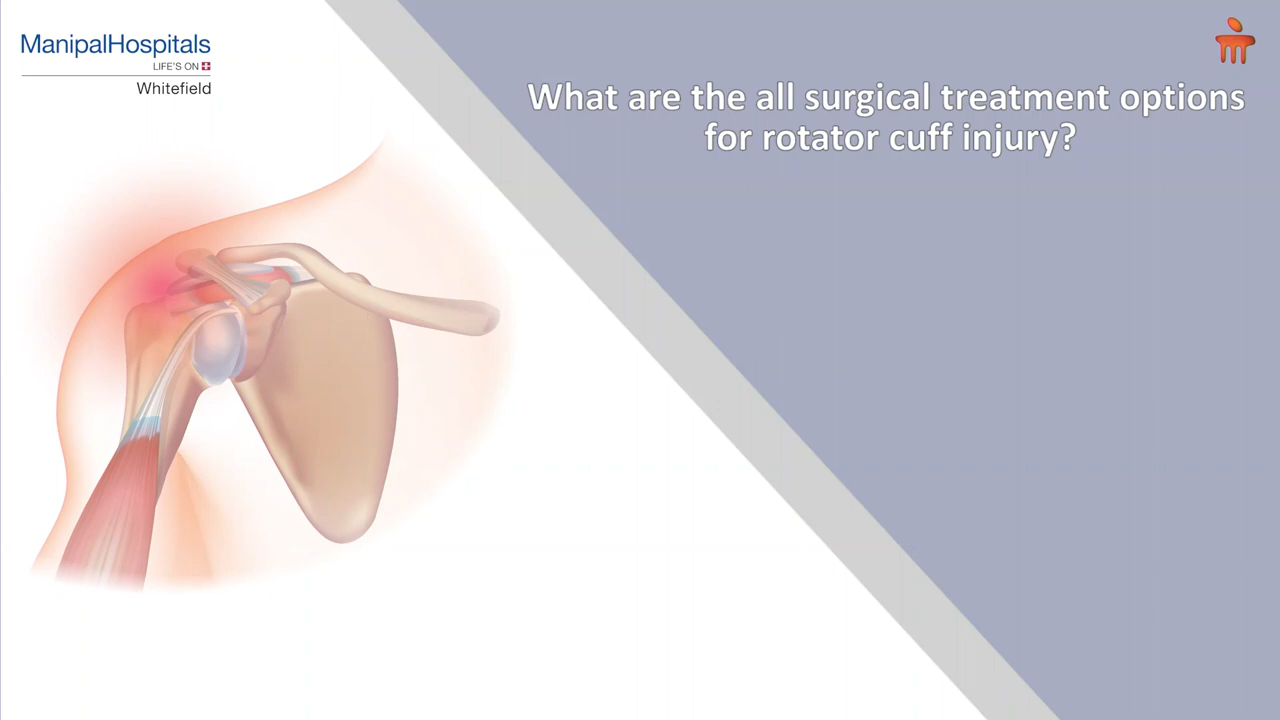 ManipalHospitals
LIFE'S ON
Whitefield
What are the all surgical treatment options
for rotator cuff injury?